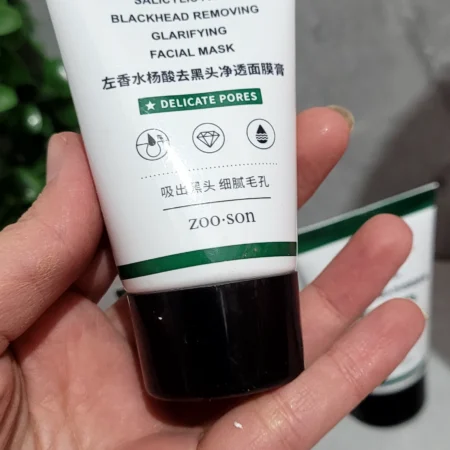 BLACKHEAD REMOVING
GLARIFYING
FACIAL MASK
左香水杨酸去黑头净透面膜膏
★ DELICATE PORES
吸出黑头 细腻毛孔
zoo·son